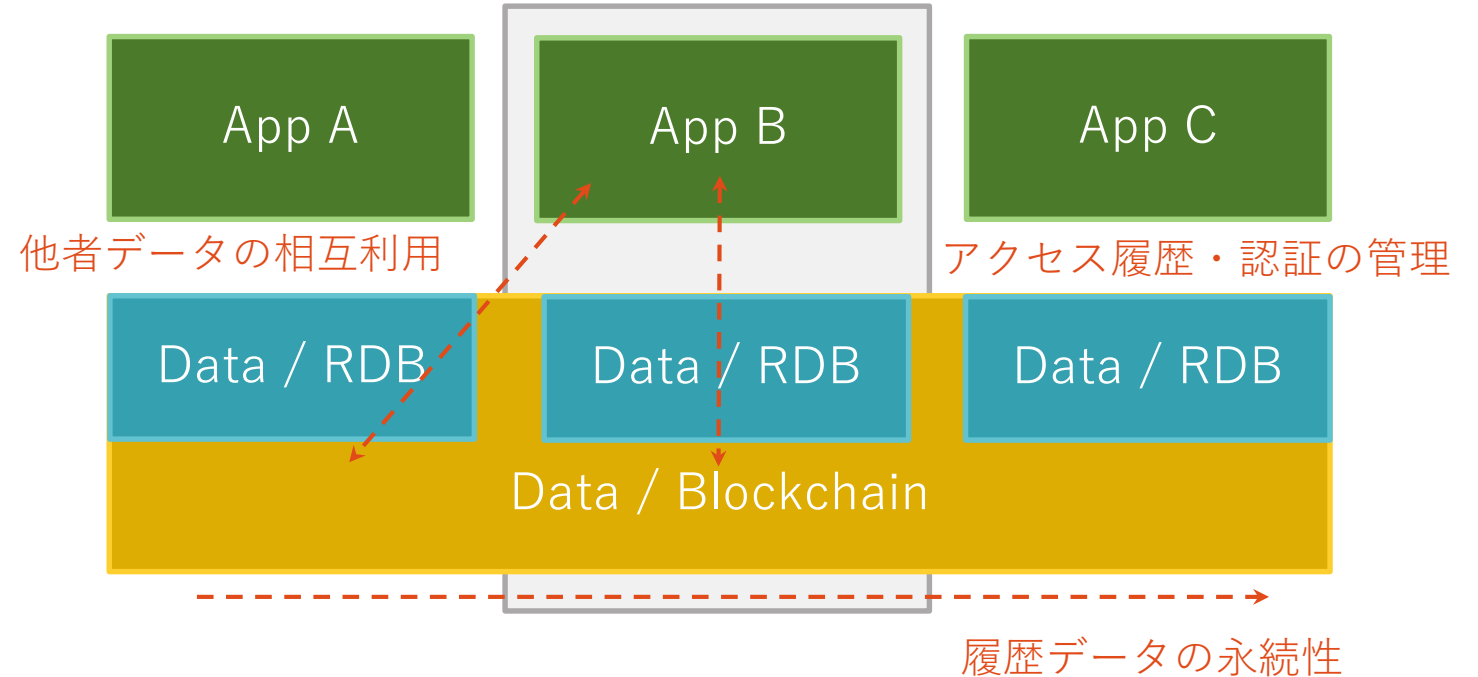 App A
App B
App C
他者データの相互利用
アクセス履歴・認証の管理
Data / RDB
Data / RDB
Data / RDB
Data / Blockchain
履歴データの永続性